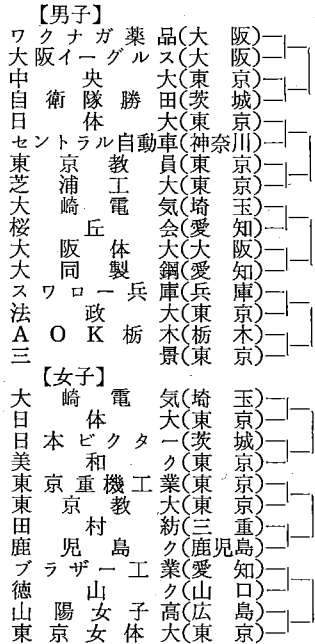 【男子】
ワクナガ薬品(大阪)
大阪イーグルス(大阪)
中央大(東京)
自衛隊勝田(茨城)
日体大(東京)
セントラル自動車(神奈川)
東京教員(東京)
芝浦工大(東京)
大崎電気(埼玉)
桜丘会(愛知)
大阪体大(大阪)
大同製鋼(愛知)
スワロー兵庫(兵庫)
法政大(東京)
AOK栃木(栃木)
三景(東京)
【女子】
大崎電気(埼玉)
日体大(東京)
日本ビクター(茨城)
美和ク(東京)
東京重機工業(東京)
東京教大(東京)
田村紡(三重)
鹿児島ク(鹿児島)
ブラザー工業(愛知)
徳山ク(山口)
山陽女子高(広島)
東京女体大(東京)